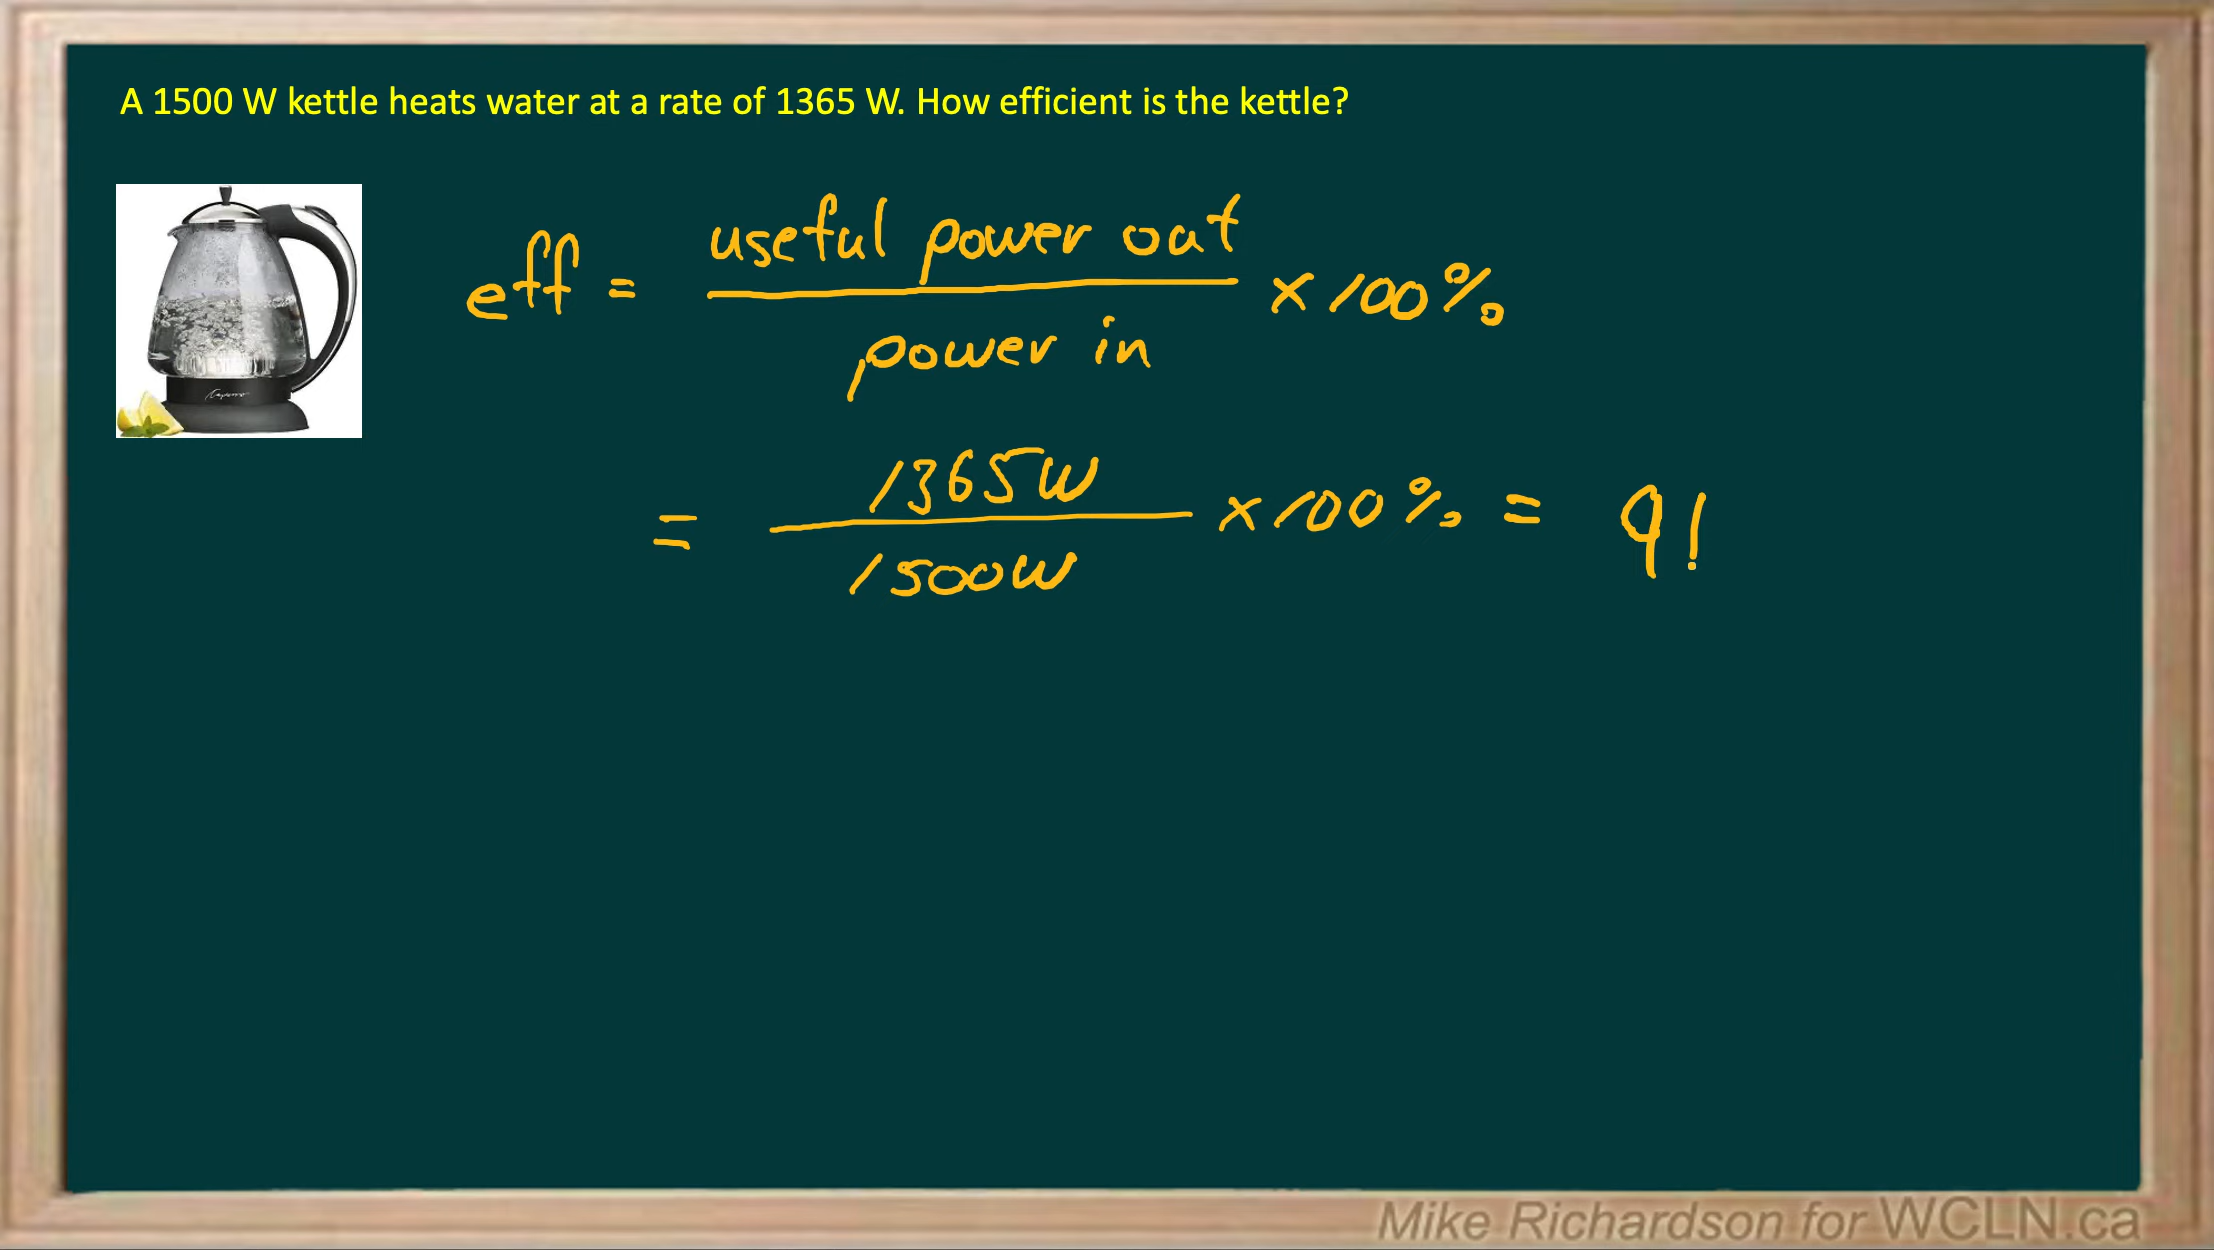 A 1500 W kettle heats water at a rate of 1365 W. How efficient is the kettle?
eff = useful power out / power in × 100%
= 1365W / 1500W × 100% = 91
Mike Richardson for WCLN.ca